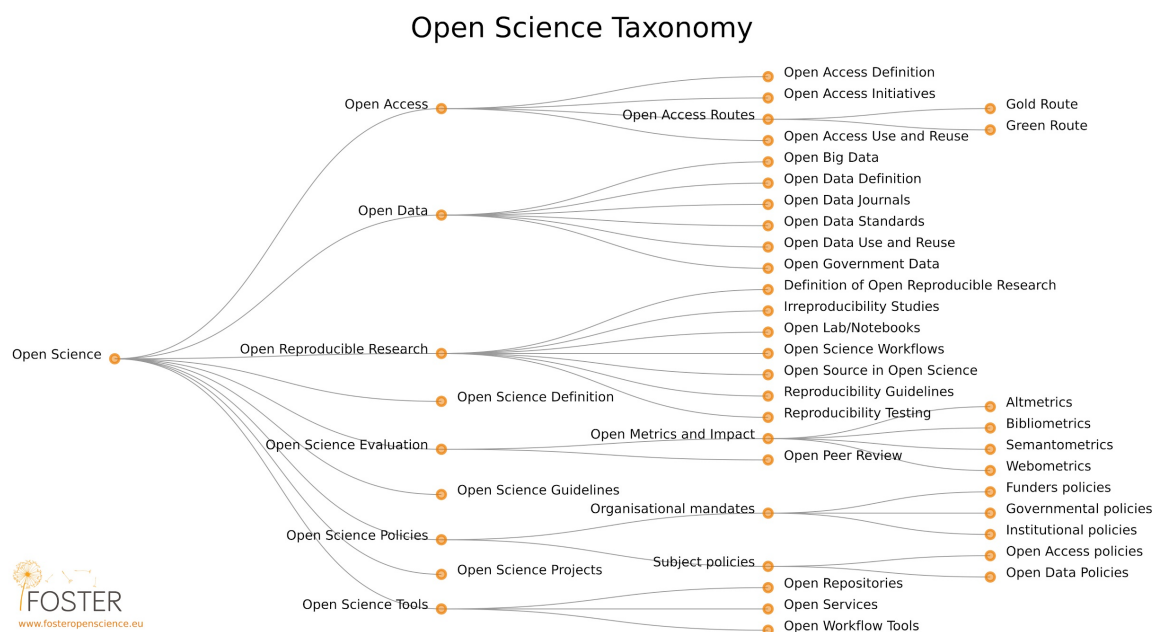 Open Science Taxonomy
Open Science
Open Access
Open Access Definition
Open Access Initiatives
Open Access Routes
Gold Route
Green Route
Open Access Use and Reuse
Open Data
Open Big Data
Open Data Definition
Open Data Journals
Open Data Standards
Open Data Use and Reuse
Open Government Data
Open Reproducible Research
Definition of Open Reproducible Research
Irreproducibility Studies
Open Lab/Notebooks
Open Science Workflows
Open Source in Open Science
Reproducibility Guidelines
Reproducibility Testing
Open Science Definition
Open Science Evaluation
Open Metrics and Impact
Altmetrics
Bibliometrics
Semantometrics
Webometrics
Open Peer Review
Open Science Guidelines
Open Science Policies
Organisational mandates
Funders policies
Governmental policies
Institutional policies
Subject policies
Open Access policies
Open Data Policies
Open Science Projects
Open Science Tools
Open Repositories
Open Services
Open Workflow Tools
FOSTER
www.fosteropenscience.eu